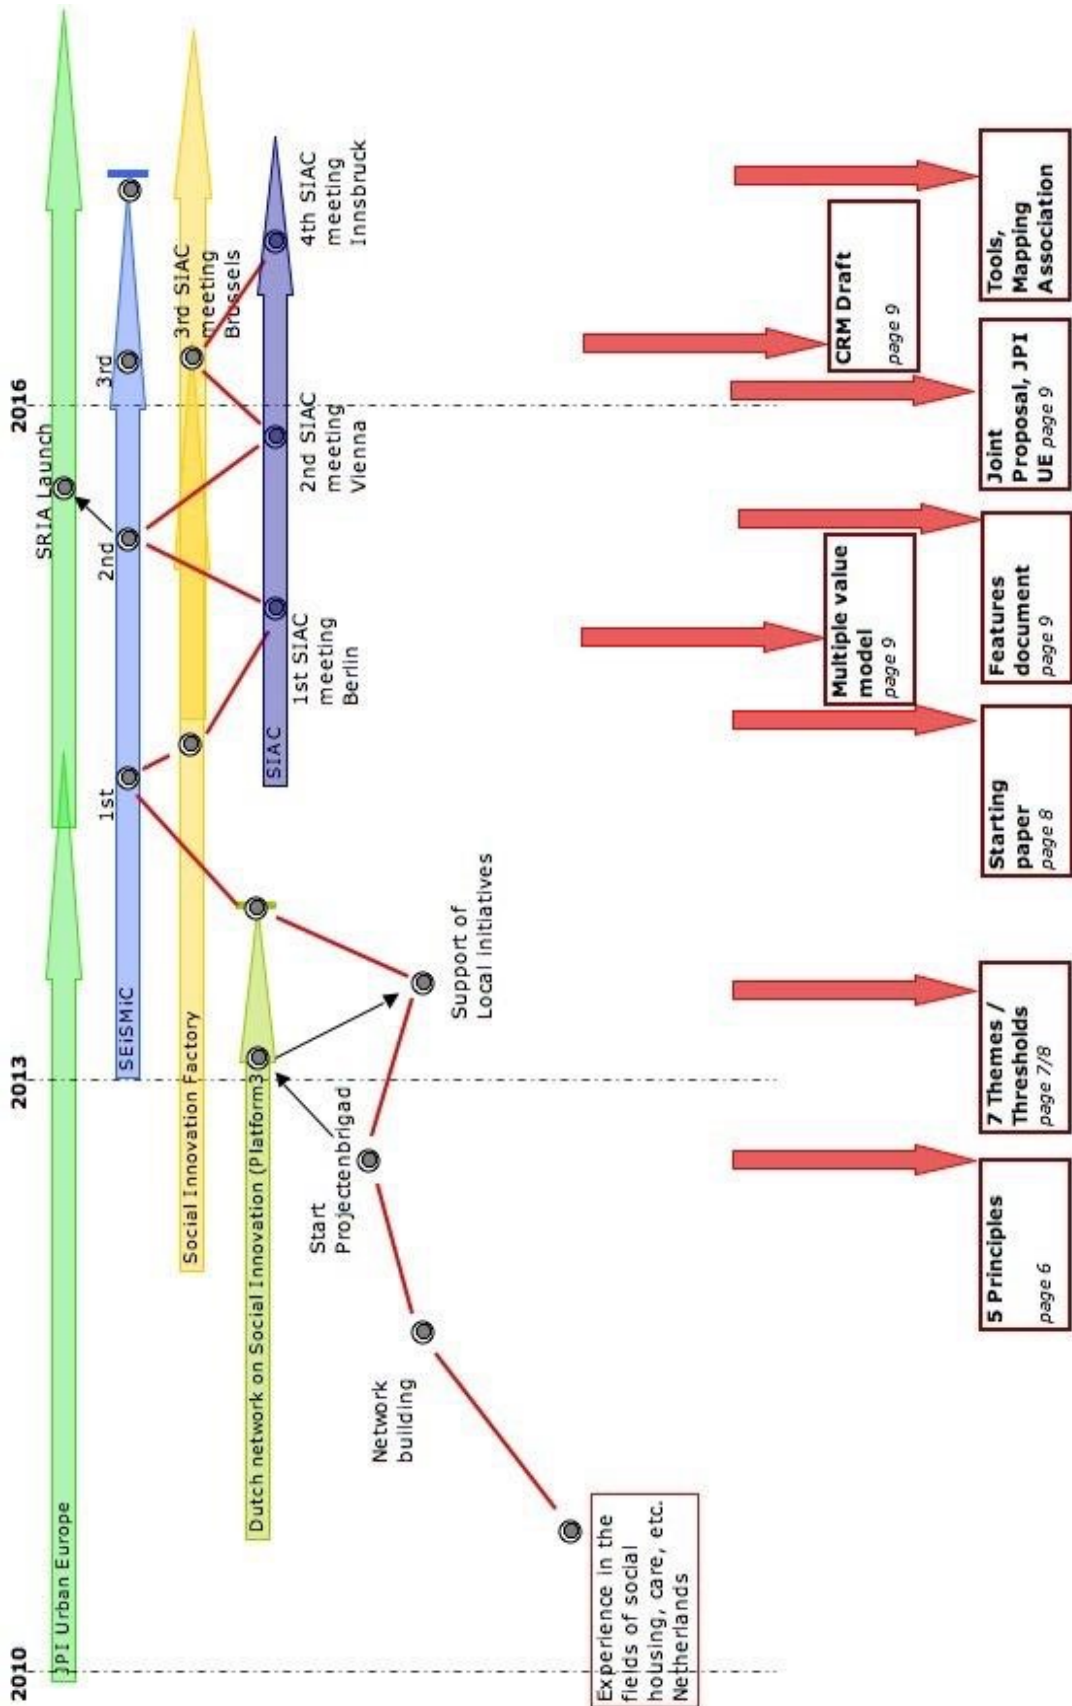 2010
2013
2016
JPI Urban Europe
SRIA Launch
SEiSMiC
1st
2nd
3rd
Social Innovation Factory
3rd SIAC
meeting
Brussels
Dutch network on Social Innovation (Platform3
SIAC
1st SIAC
meeting
Berlin
2nd SIAC
meeting
Vienna
4th SIAC
meeting
Innsbruck
Start
Projectenbrigad
Network
building
Support of
Local initiatives
Experience in the
fields of social
housing, care, etc.
Netherlands
Multiple value
model
page 9
CRM Draft
page 9
5 Principles
page 6
7 Themes /
Thresholds
page 7/8
Starting
paper
page 8
Features
document
page 9
Joint
Proposal, JPI
UE page 9
Tools,
Mapping
Association